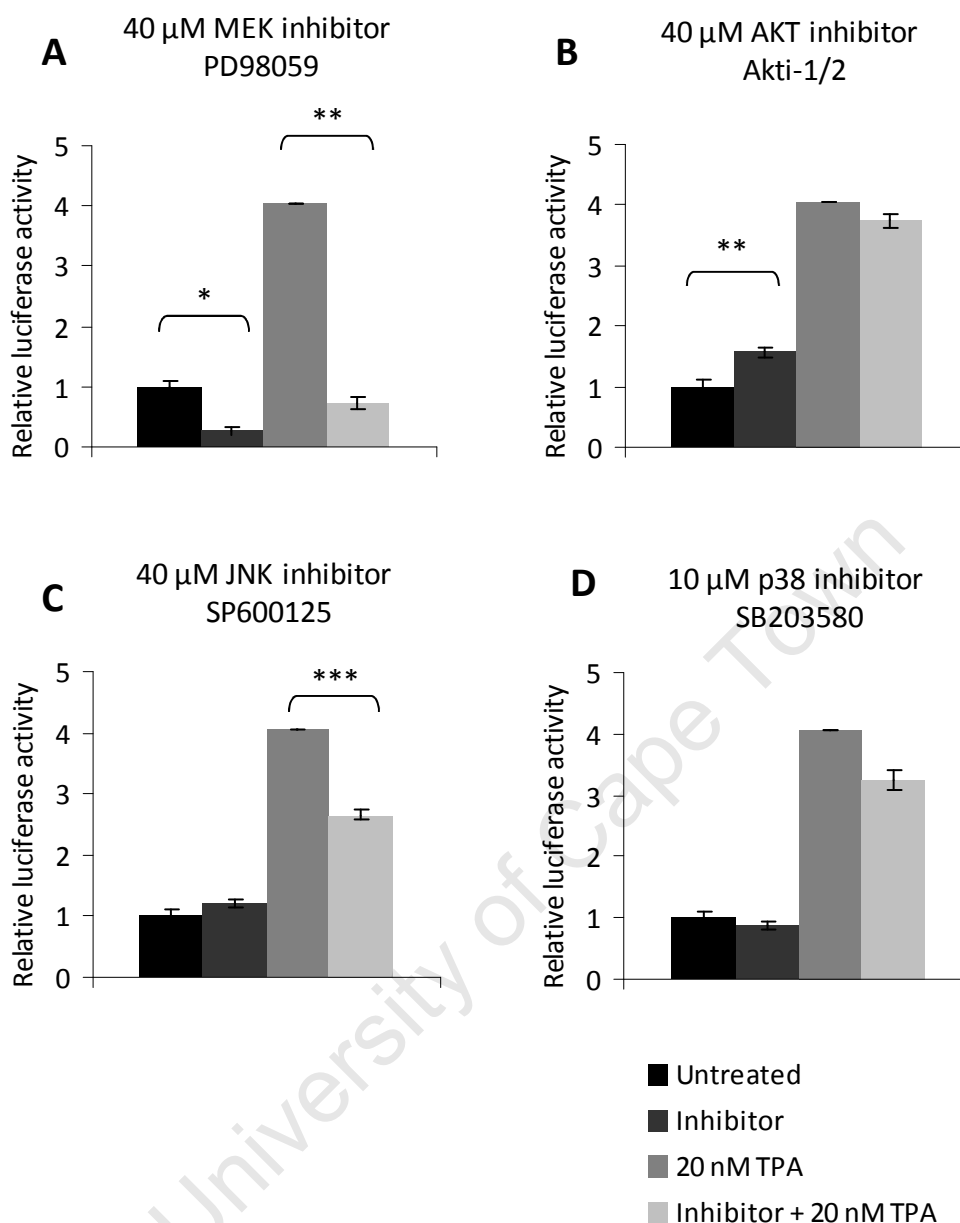 A
40 µM MEK inhibitor
PD98059
Relative luciferase activity
5
4
3
2
1
0
*
**
B
40 µM AKT inhibitor
Akti-1/2
Relative luciferase activity
5
4
3
2
1
0
**
C
40 µM JNK inhibitor
SP600125
Relative luciferase activity
5
4
3
2
1
0
***
D
10 µM p38 inhibitor
SB203580
Relative luciferase activity
5
4
3
2
1
0
Untreated
Inhibitor
20 nM TPA
Inhibitor + 20 nM TPA
University of Cape Town